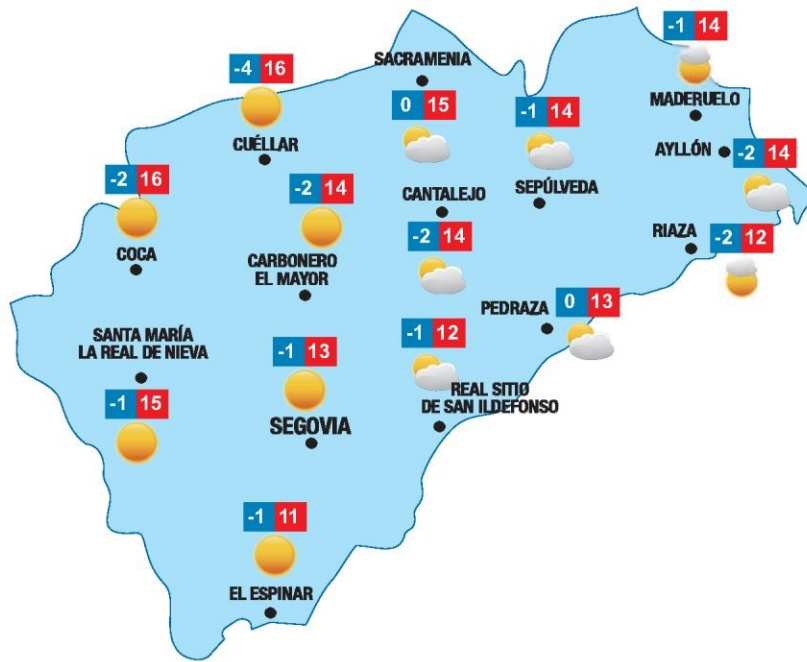 -1 14
SACRAMENIA
-4 16
MADERUELO
0 15
-1 14
CUÉLLAR
AYLLÓN
-2 14
-2 16
-2 14
CANTALEJO
SEPÚLVEDA
COCA
CARBONERO
EL MAYOR
-2 14
RIAZA
-2 12
PEDRAZA
0 13
SANTA MARÍA
LA REAL DE NIEVA
-1 13
-1 12
-1 15
SEGOVIA
REAL SITIO
DE SAN ILDEFONSO
-1 11
EL ESPINAR